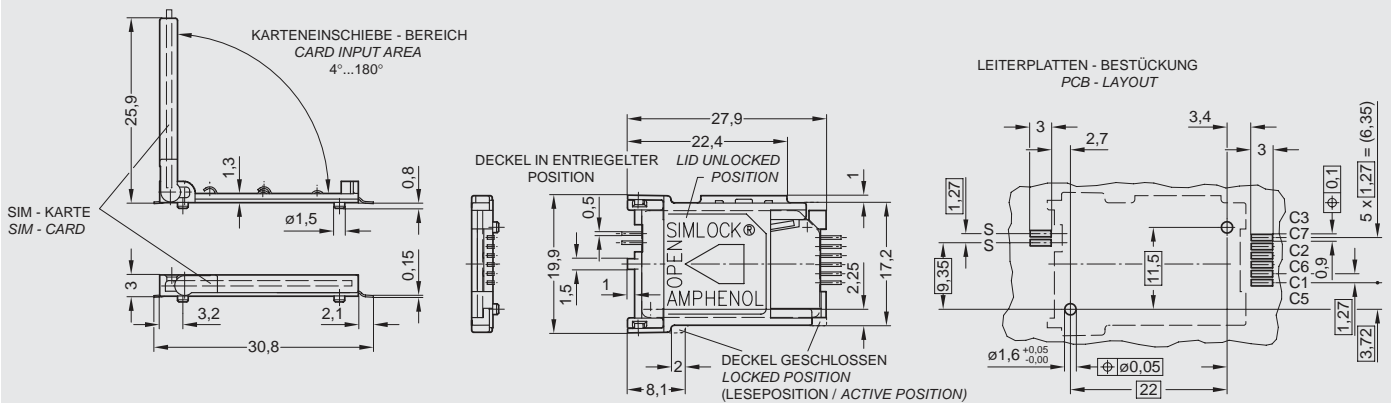 KARTENEINSCHIEBE - BEREICH
CARD INPUT AREA
4°...180°
25,9
1,3
0,8
ø1,5
SIM - KARTE
SIM - CARD
3
0,15
3,2
2,1
30,8
27,9
22,4
DECKEL IN ENTRIEGELTER
POSITION
LID UNLOCKED
POSITION
1
0,5
19,9
1,5
1
SIMLOCK®
OPEN
AMPHENOL
2,25
17,2
2
8,1
DECKEL GESCHLOSSEN
LOCKED POSITION
(LESEPOSITION / ACTIVE POSITION)
LEITERPLATTEN - BESTÜCKUNG
PCB - LAYOUT
3
2,7
3,4
3
1,27
S
S
9,35
11,5
C3
C7
C2
C6
C1
C5
0,1
5 x 1,27 = (6,35)
0,9
1,27
3,72
ø1,6 +0,05
-0,00
ø0,05
22